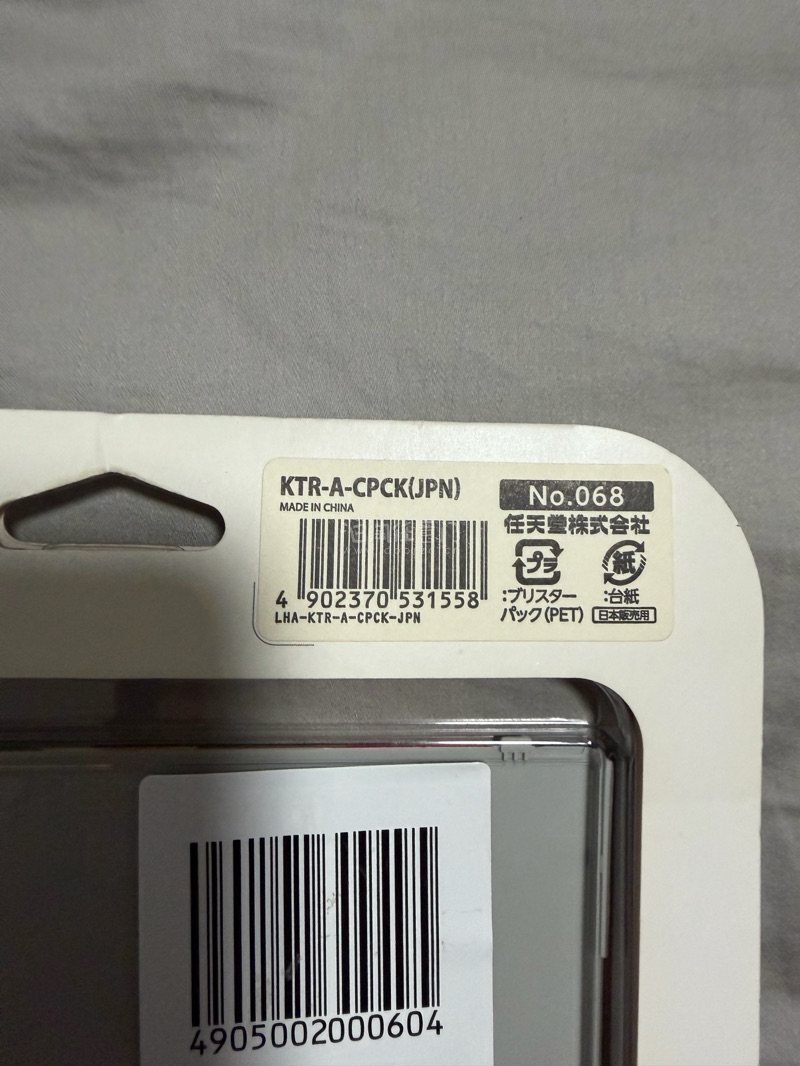 KTR-A-CPCK(JPN)
MADE IN CHINA
4 902370 531558
LHA-KTR-A-CPCK-JPN
No.068
任天堂株式会社
プラ
紙
:ブリスター
パック(PET)
:台紙
日本販売用
4905002000604